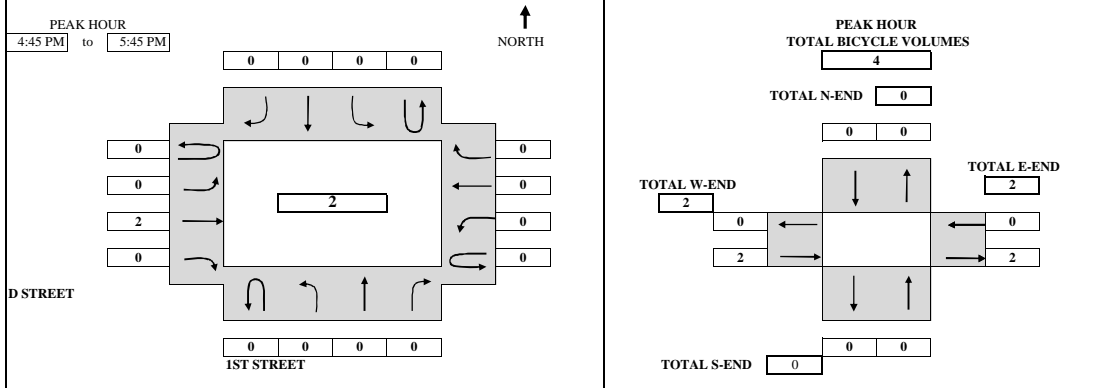 PEAK HOUR
4:45 PM to 5:45 PM
NORTH
0 0 0 0
0
0
2
0
2
0
0
0
0
D STREET
0 0 0 0
1ST STREET
PEAK HOUR
TOTAL BICYCLE VOLUMES
4
TOTAL N-END 0
0 0
TOTAL W-END
2
TOTAL E-END
2
0
2
0
2
0 0
TOTAL S-END 0